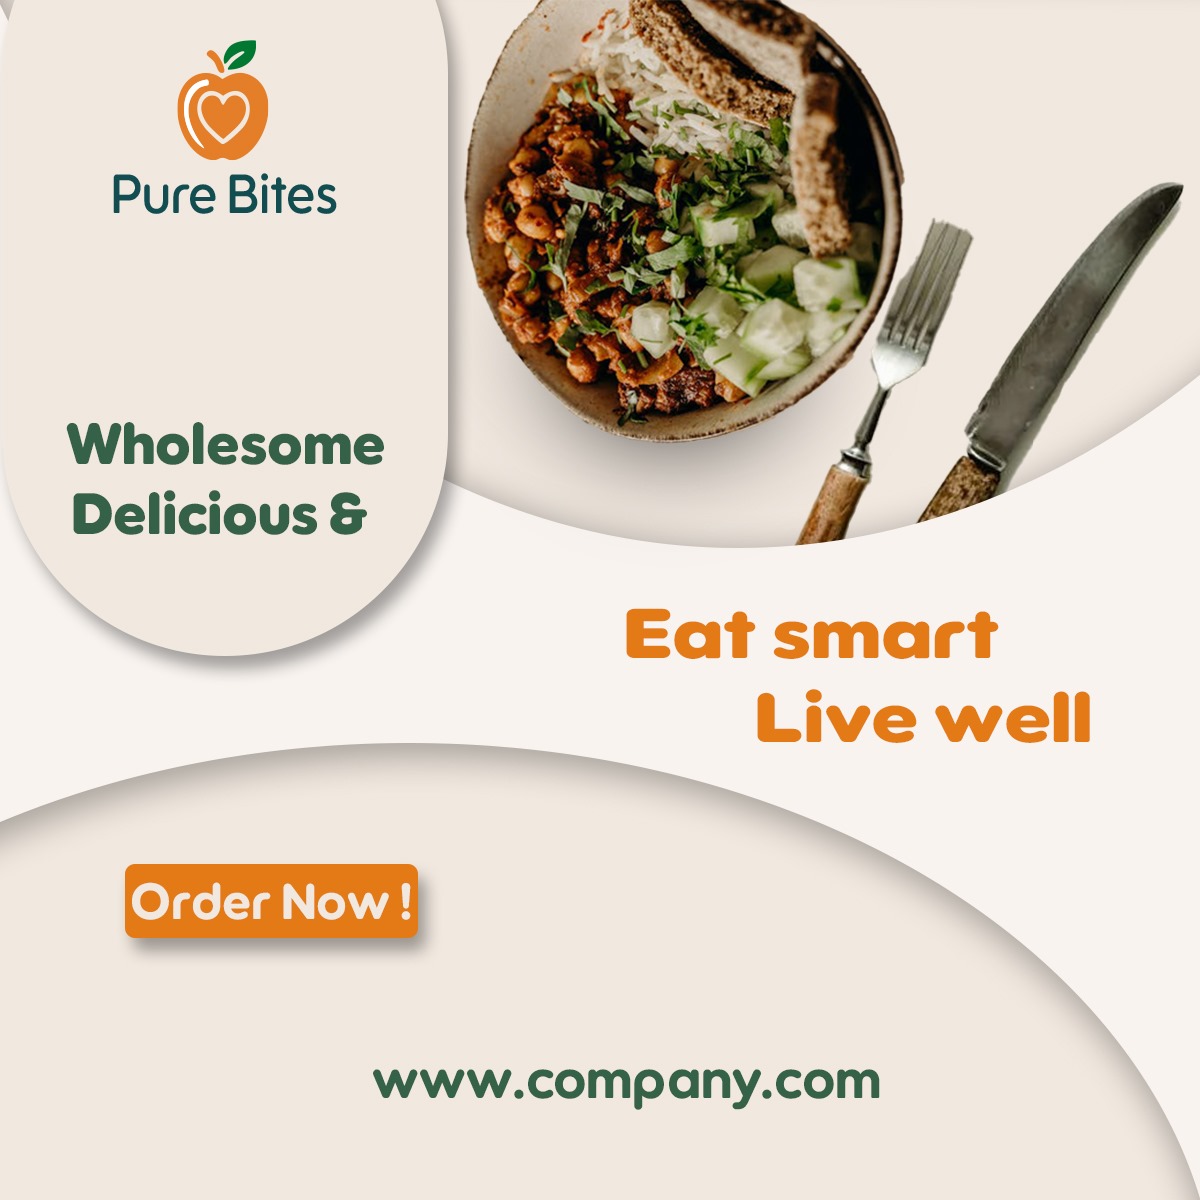 Pure Bites
Wholesome
Delicious &
Eat smart
Live well
Order Now !
www.company.com